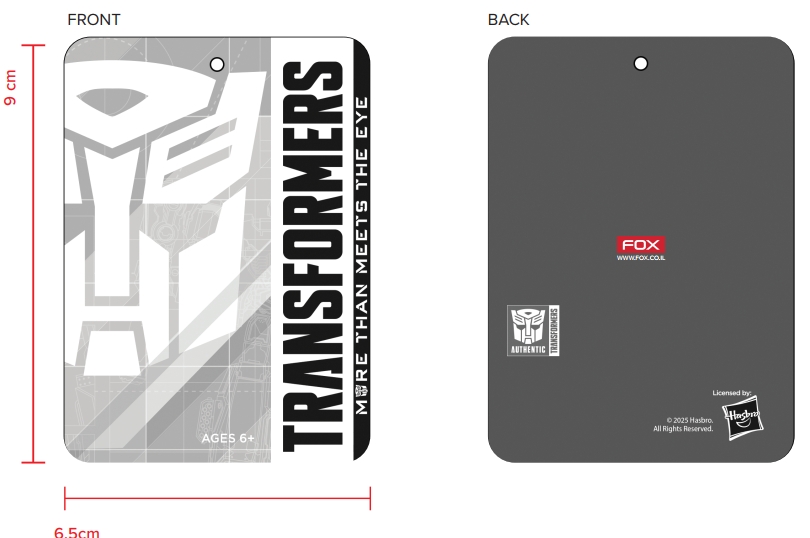 FRONT
BACK
9 cm
TRANSFORMERS
MORE THAN MEETS THE EYE
AGES 6+
6.5cm
FOX
WWW.FOX.CO.IL
AUTHENTIC
TRANSFORMERS
Licensed by:
Hasbro
© 2025 Hasbro.
All Rights Reserved.